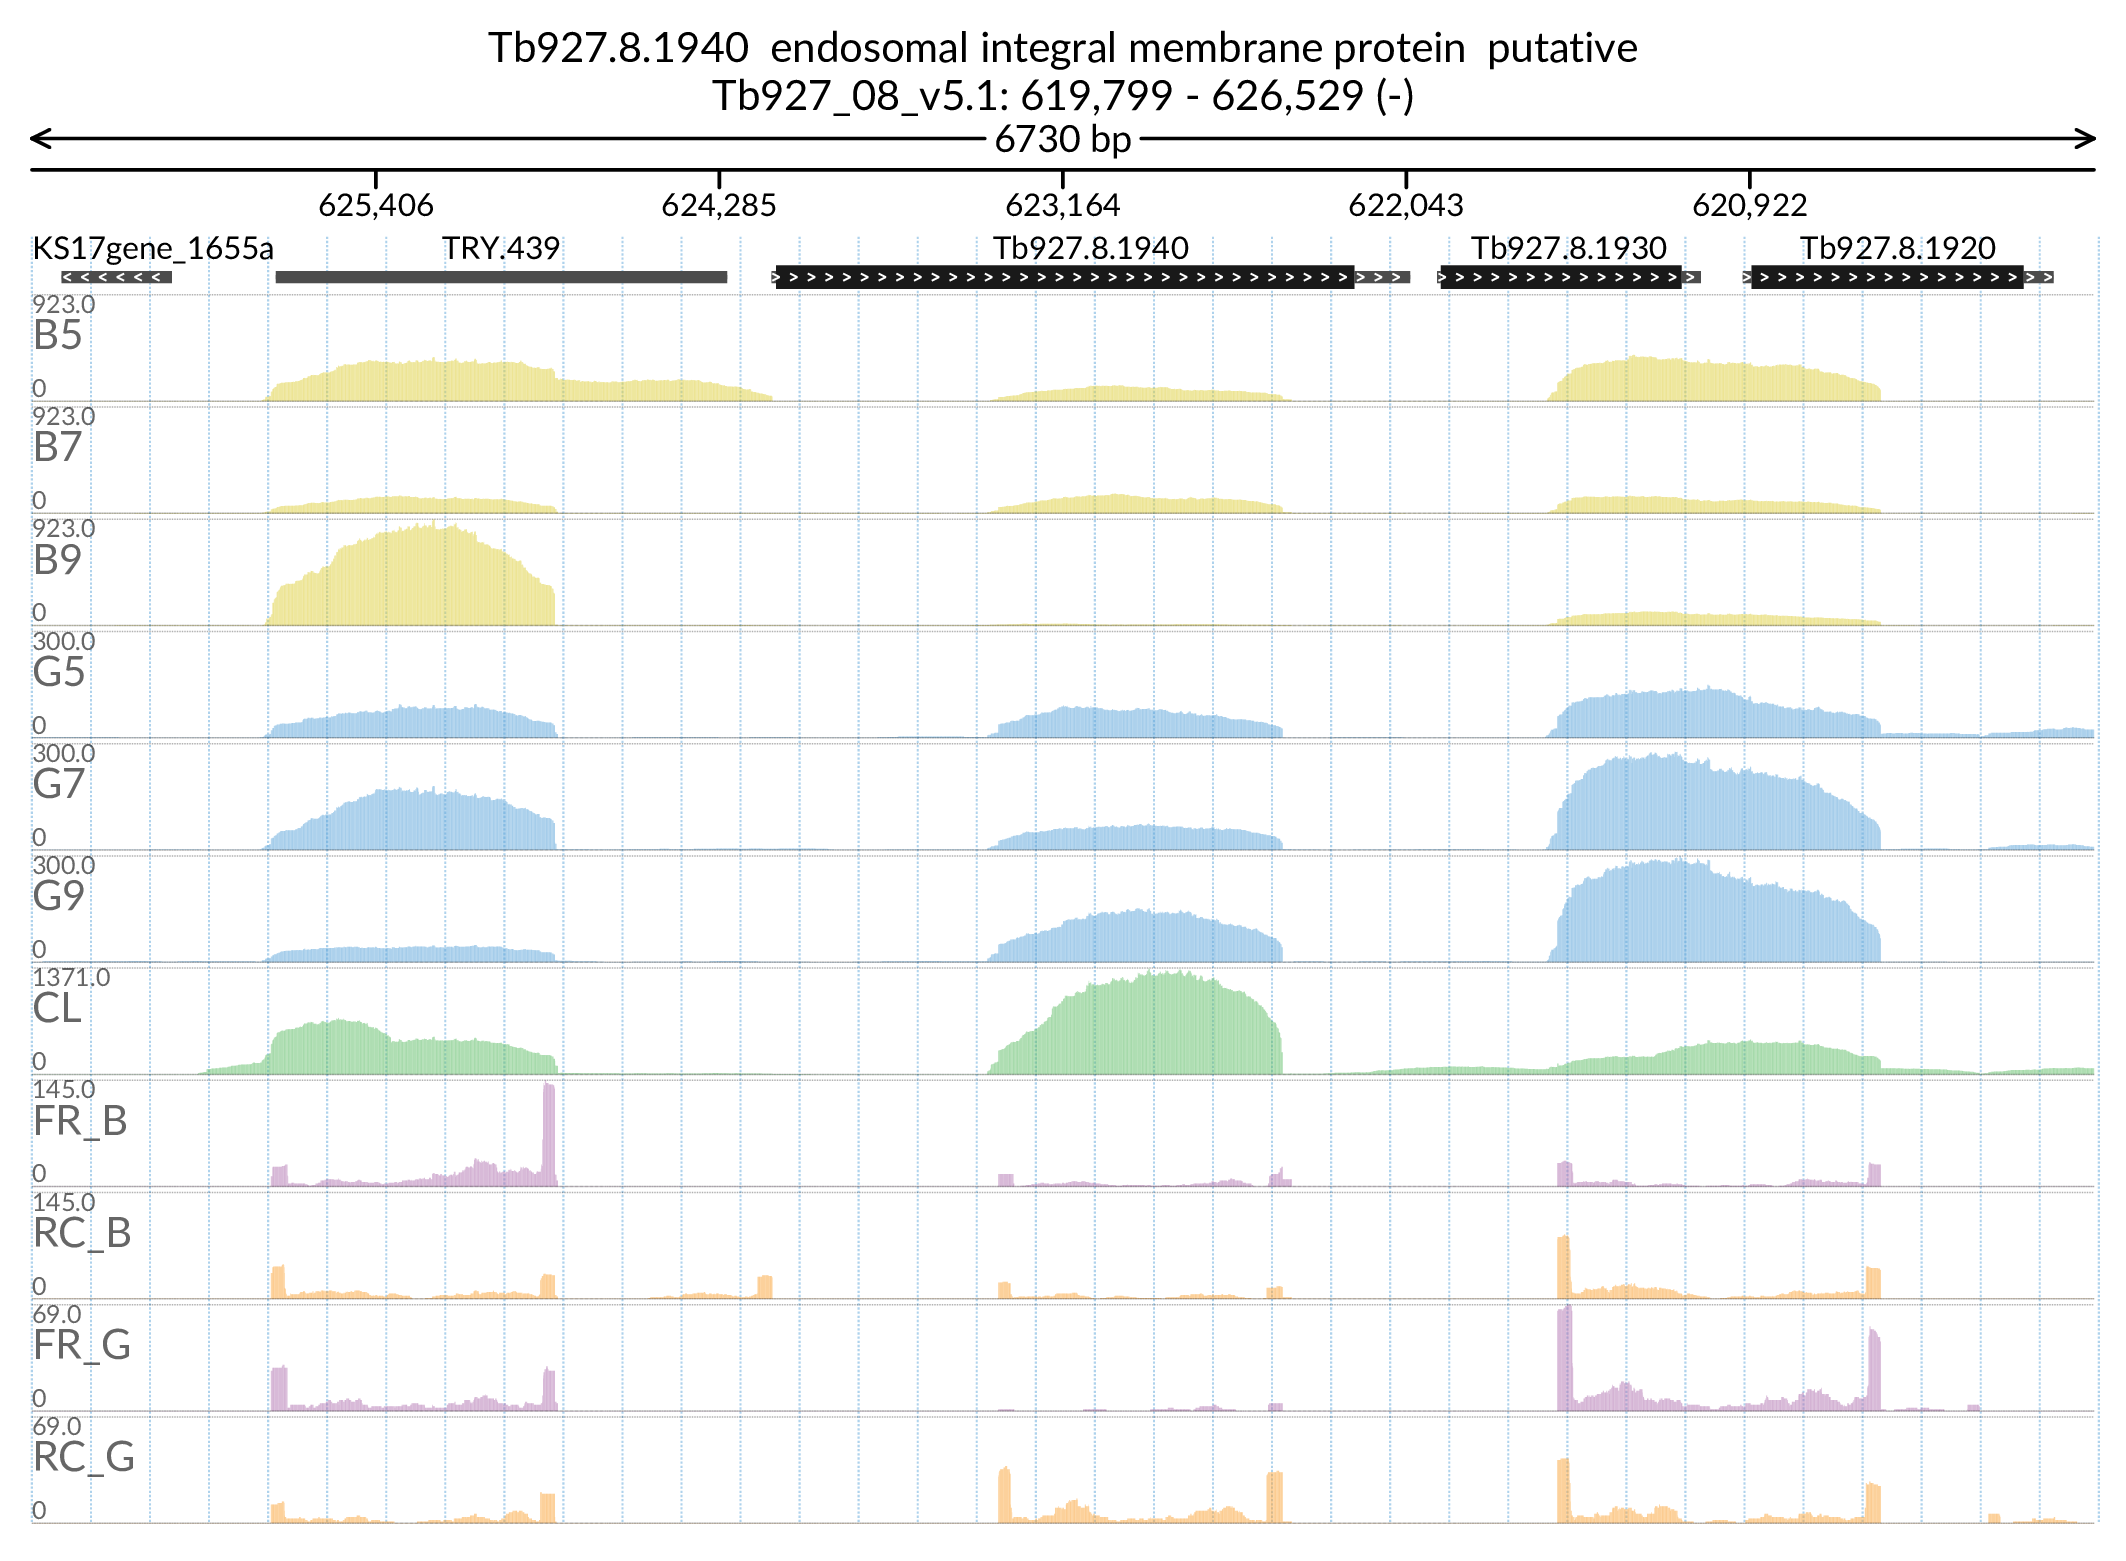 Tb927.8.1940  endosomal integral membrane protein  putative
Tb927_08_v5.1: 619,799 - 626,529 (-)
6730 bp
625,406 624,285 623,164 622,043 620,922
KS17gene_1655a TRY.439 Tb927.8.1940 Tb927.8.1930 Tb927.8.1920
923.0
B5
0
923.0
B7
0
923.0
B9
0
300.0
G5
0
300.0
G7
0
300.0
G9
0
1371.0
CL
0
145.0
FR_B
0
145.0
RC_B
0
69.0
FR_G
0
69.0
RC_G
0